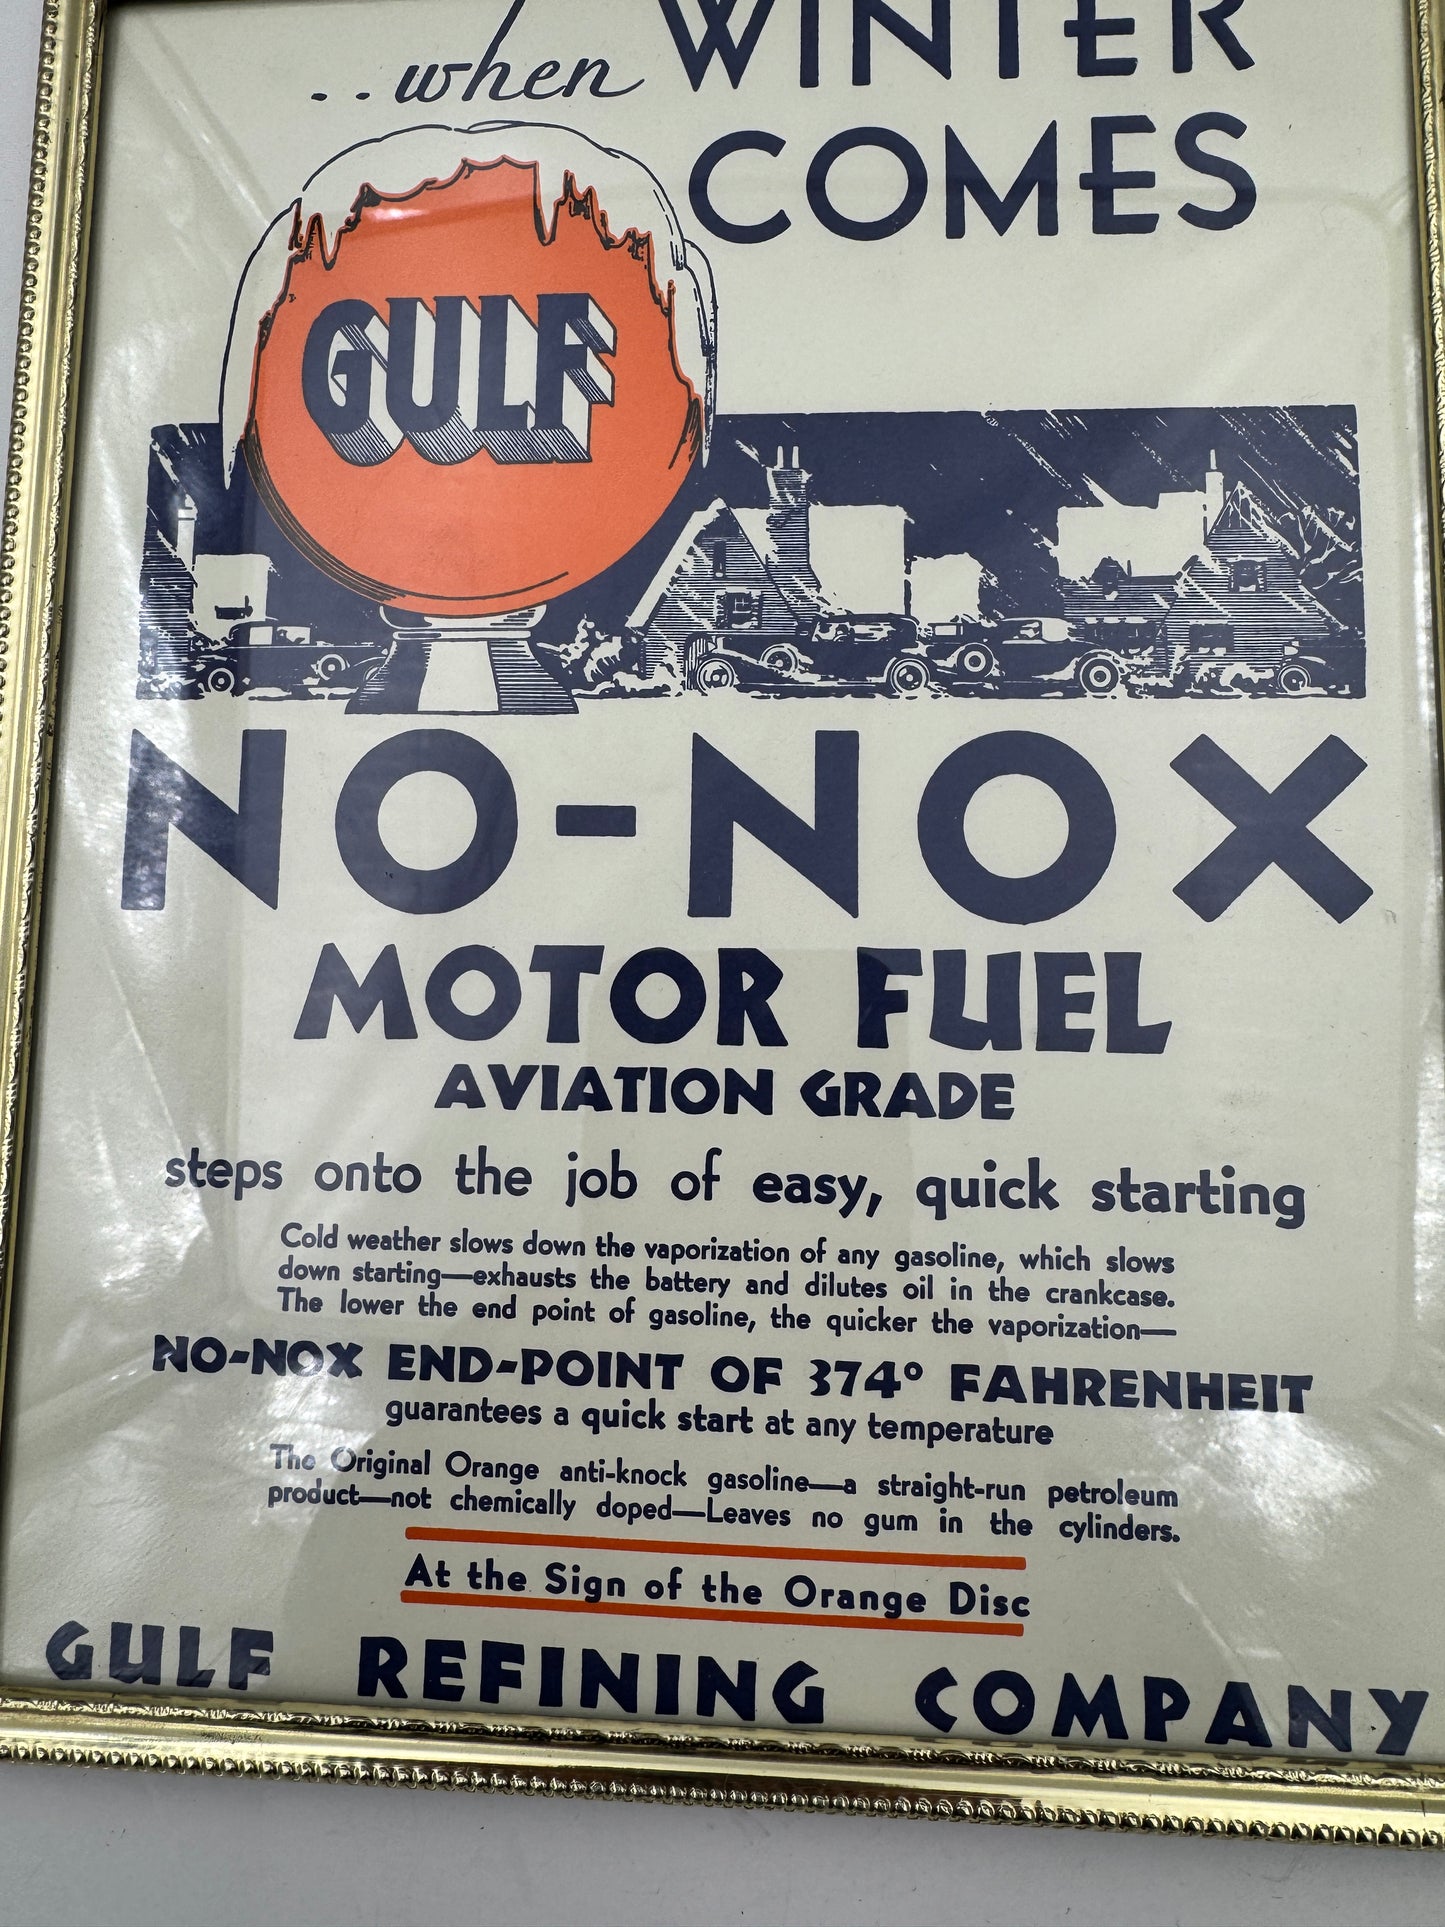 ..when WINTER
COMES
GULF
NO-NOX
MOTOR FUEL
AVIATION GRADE
steps onto the job of easy, quick starting
Cold weather slows down the vaporization of any gasoline, which slows
down starting—exhausts the battery and dilutes oil in the crankcase.
The lower the end point of gasoline, the quicker the vaporization—
NO-NOX END-POINT OF 374° FAHRENHEIT
guarantees a quick start at any temperature
The Original Orange anti-knock gasoline—a straight-run petroleum
product—not chemically doped—Leaves no gum in the cylinders.
At the Sign of the Orange Disc
GULF REFINING COMPANY